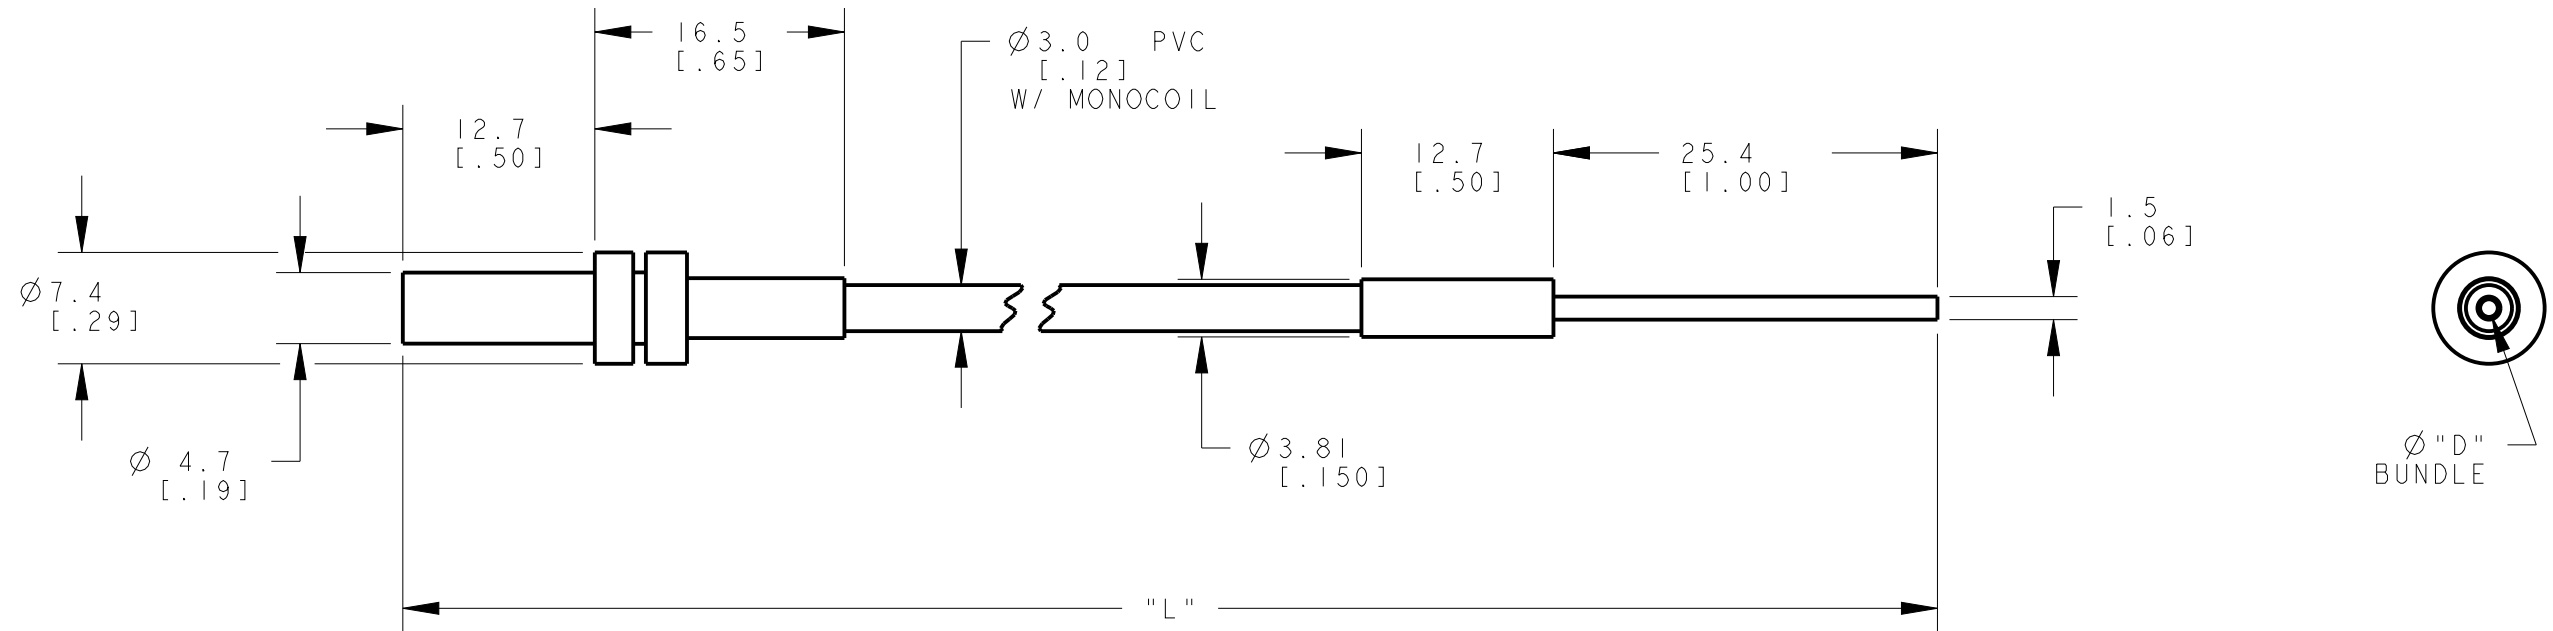 16.5
[.65]
Ø3.0 PVC
[.12]
W/ MONOCOIL
12.7
[.50]
12.7
[.50]
25.4
[1.00]
1.5
[.06]
Ø7.4
[.29]
Ø 4.7
[.19]
Ø3.81
[.150]
Ø"D"
BUNDLE
"L"